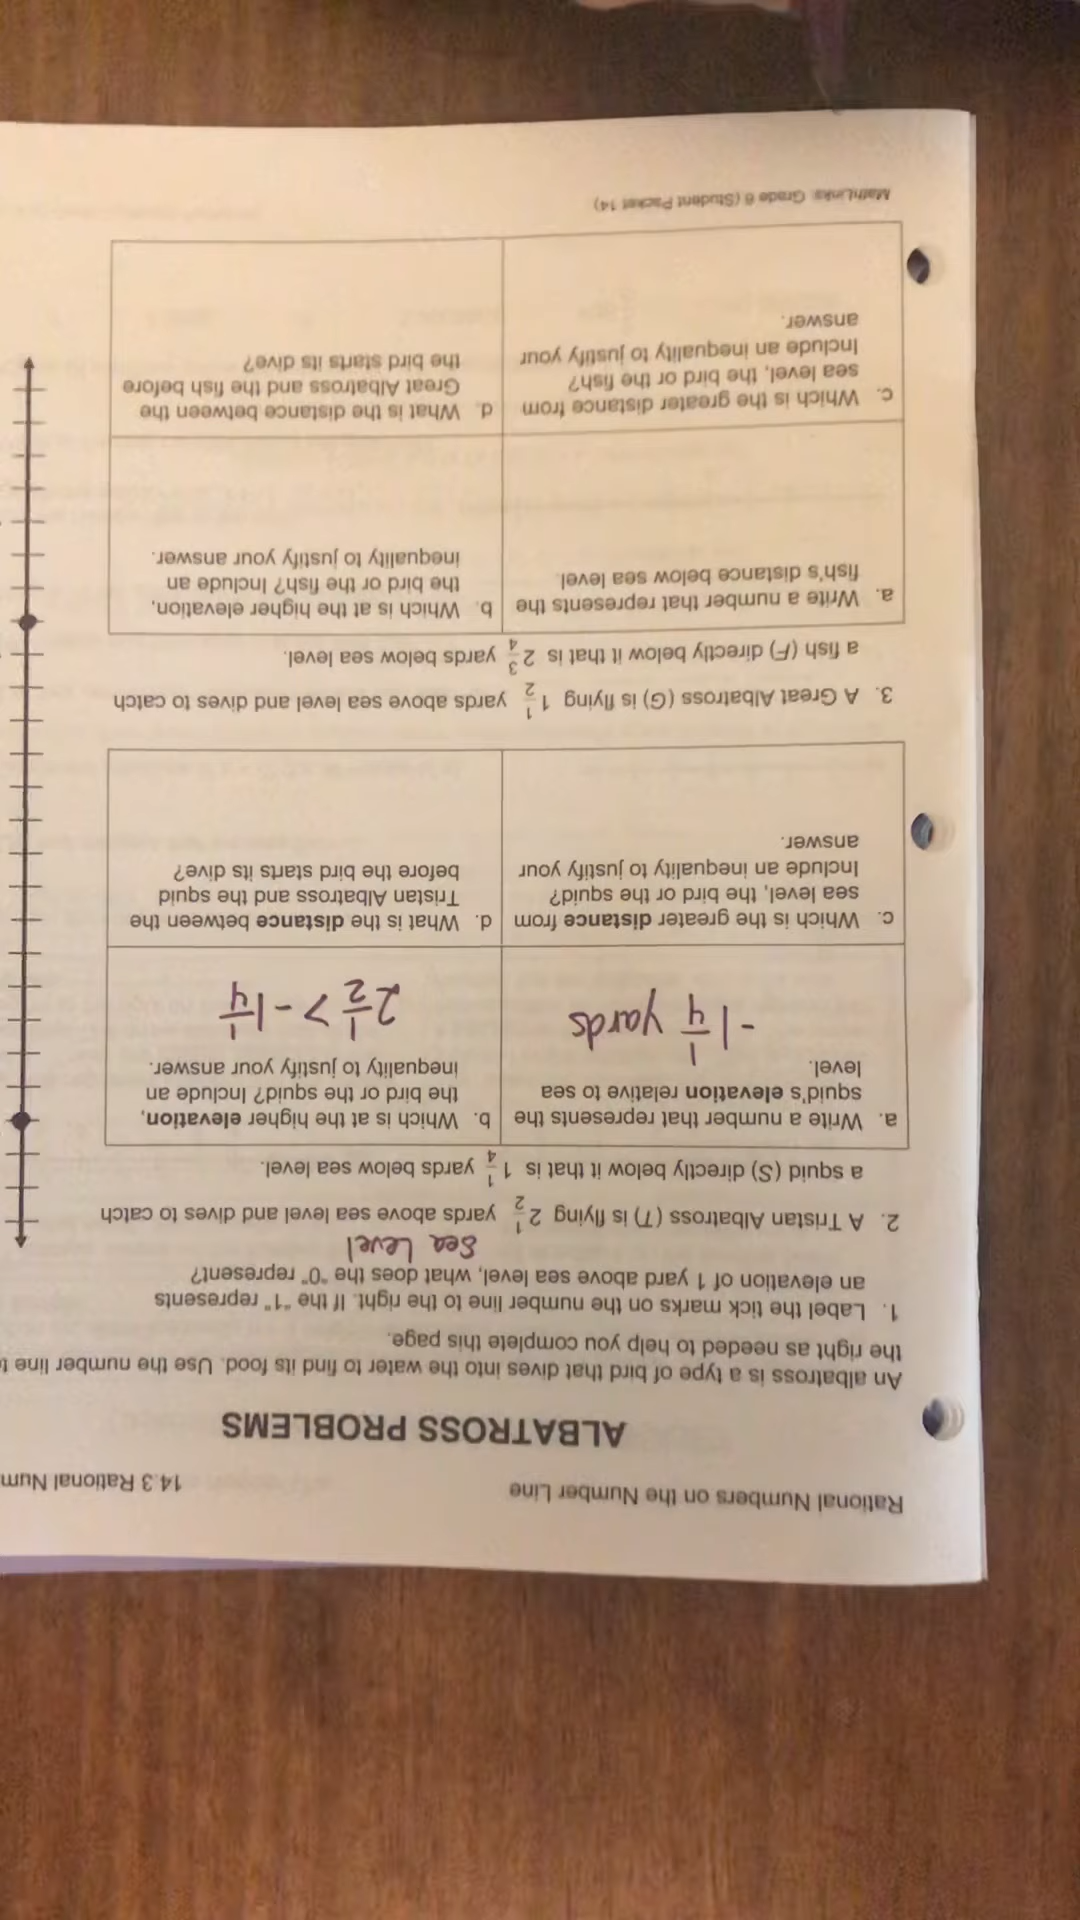 Rational Numbers on the Number Line
14.3 Rational Num
ALBATROSS PROBLEMS
An albatross is a type of bird that dives into the water to find its food. Use the number line
the right as needed to help you complete this page.
1. Label the tick marks on the number line to the right. If the "1" represents
an elevation of 1 yard above sea level, what does the "0" represent?
Sea Level
2. A Tristan Albatross (T) is flying 2 1/2 yards above sea level and dives to catch
a squid (S) directly below it that is 1 1/4 yards below sea level.
a. Write a number that represents the
squid's elevation relative to sea
level.
-1 1/4 yards
b. Which is at the higher elevation,
the bird or the squid? Include an
inequality to justify your answer.
2 1/2 > -1 1/4
c. Which is the greater distance from
sea level, the bird or the squid?
Include an inequality to justify your
answer.
d. What is the distance between the
Tristan Albatross and the squid
before the bird starts its dive?
3. A Great Albatross (G) is flying 1 1/2 yards above sea level and dives to catch
a fish (F) directly below it that is 2 3/4 yards below sea level.
a. Write a number that represents the
fish's distance below sea level.
b. Which is at the higher elevation,
the bird or the fish? Include an
inequality to justify your answer.
c. Which is the greater distance from
sea level, the bird or the fish?
Include an inequality to justify your
answer.
d. What is the distance between the
Great Albatross and the fish before
the bird starts its dive?
MathLinks: Grade 6 (Student Packet 14)